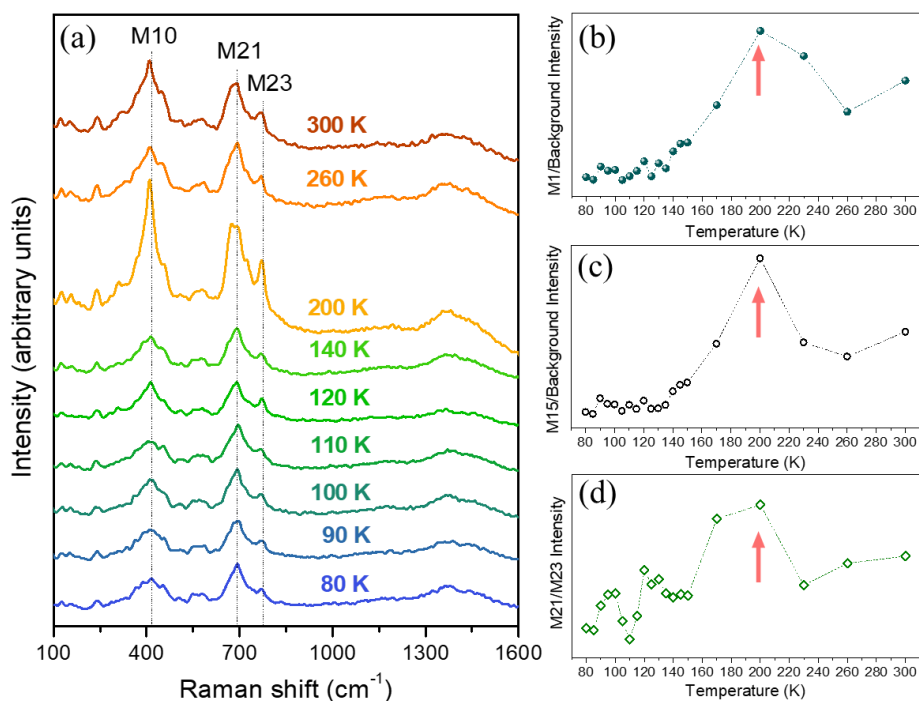 (a)
M10
M21
M23
300 K
260 K
200 K
140 K
120 K
110 K
100 K
90 K
80 K
Intensity (arbitrary units)
100 400 700 1000 1300 1600
Raman shift (cm⁻¹)
(b)
M1/Background Intensity
80 100 120 140 160 180 200 220 240 260 280 300
Temperature (K)
(c)
M15/Background Intensity
80 100 120 140 160 180 200 220 240 260 280 300
Temperature (K)
(d)
M21/M23 Intensity
80 100 120 140 160 180 200 220 240 260 280 300
Temperature (K)